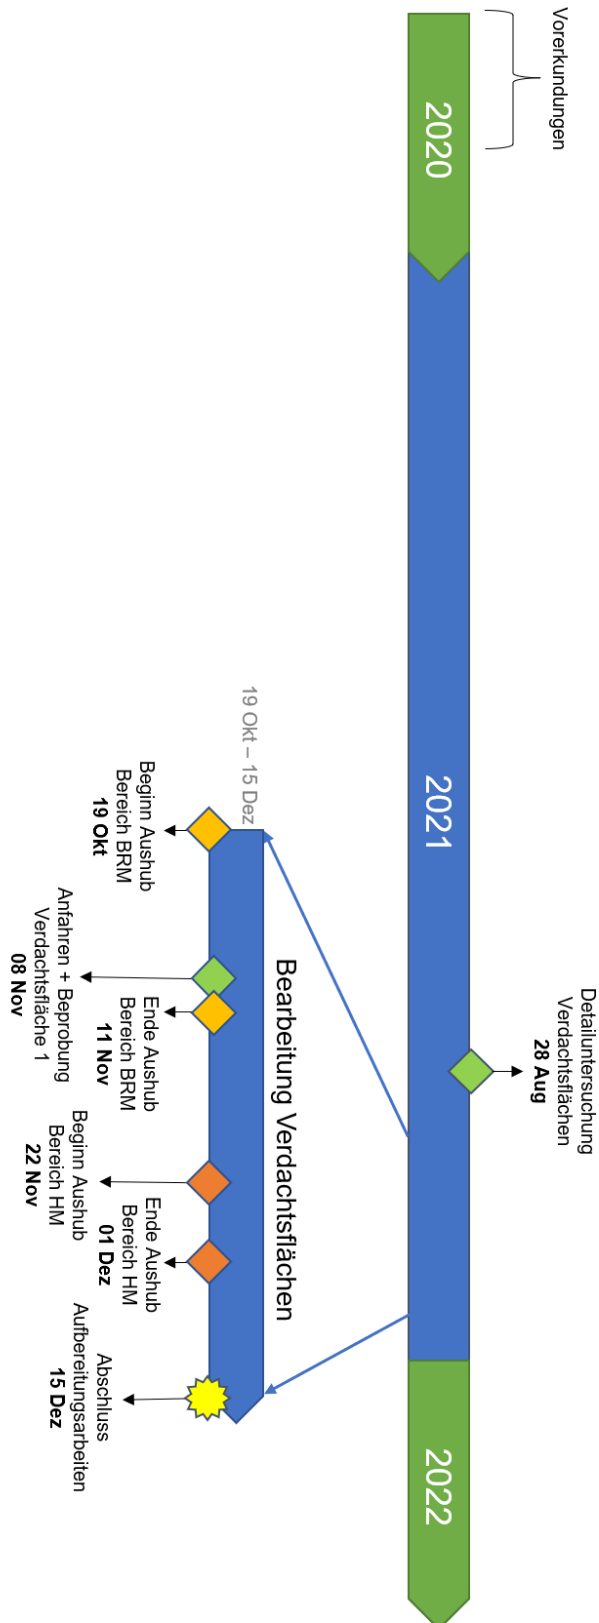 Vorerkundungen
2020
2021
2022
Detailuntersuchung
Verdachtsflächen
28 Aug
19 Okt – 15 Dez
Bearbeitung Verdachtsflächen
Beginn Aushub
Bereich BRM
19 Okt
Anfahren + Beprobung
Verdachtsfläche 1
08 Nov
Ende Aushub
Bereich BRM
11 Nov
Beginn Aushub
Bereich HM
22 Nov
Ende Aushub
Bereich HM
01 Dez
Abschluss
Aufbereitungsarbeiten
15 Dez